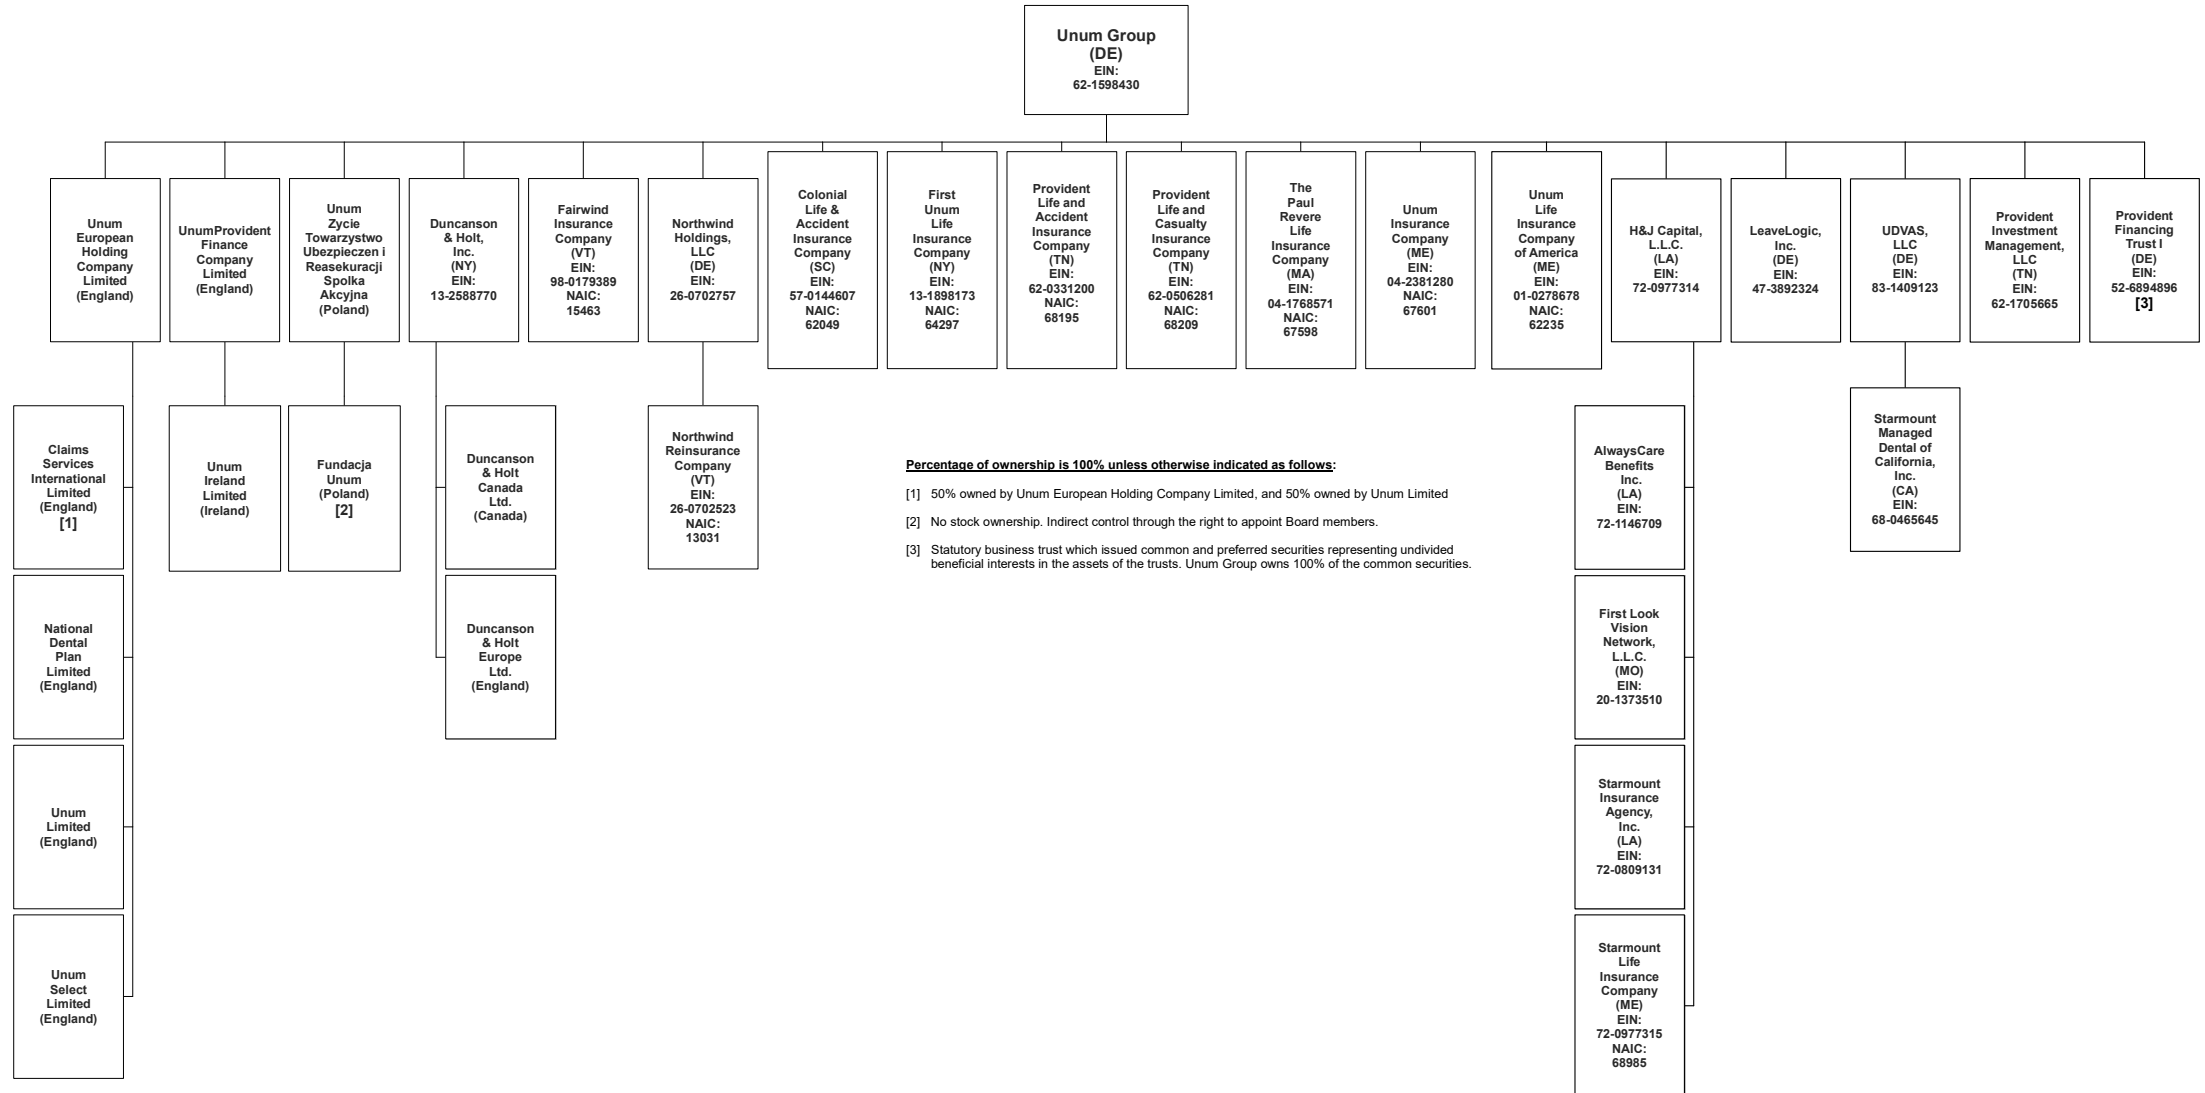 Unum Group
(DE)
EIN:
62-1598430
Unum
European
Holding
Company
Limited
(England)
UnumProvident
Finance
Company
Limited
(England)
Unum
Zycie
Towarzystwo
Ubezpieczen i
Reasekuracji
Spolka
Akcyjna
(Poland)
Duncanson
& Holt,
Inc.
(NY)
EIN:
13-2588770
Fairwind
Insurance
Company
(VT)
EIN:
98-0179389
NAIC:
15463
Northwind
Holdings,
LLC
(DE)
EIN:
26-0702757
Colonial
Life &
Accident
Insurance
Company
(SC)
EIN:
57-0144607
NAIC:
62049
First
Unum
Life
Insurance
Company
(NY)
EIN:
13-1898173
NAIC:
64297
Provident
Life and
Accident
Insurance
Company
(TN)
EIN:
62-0331200
NAIC:
68195
Provident
Life and
Casualty
Insurance
Company
(TN)
EIN:
62-0506281
NAIC:
68209
The
Paul
Revere
Life
Insurance
Company
(MA)
EIN:
04-1768571
NAIC:
67598
Unum
Insurance
Company
(ME)
EIN:
04-2381280
NAIC:
67601
Unum
Life
Insurance
Company
of America
(ME)
EIN:
01-0278678
NAIC:
62235
H&J Capital,
L.L.C.
(LA)
EIN:
72-0977314
LeaveLogic,
Inc.
(DE)
EIN:
47-3892324
UDVAS,
LLC
(DE)
EIN:
83-1409123
Provident
Investment
Management,
LLC
(TN)
EIN:
62-1705665
Provident
Financing
Trust I
(DE)
EIN:
52-6894896
[3]
Claims
Services
International
Limited
(England)
[1]
Unum
Ireland
Limited
(Ireland)
Fundacja
Unum
(Poland)
[2]
Duncanson
& Holt
Canada
Ltd.
(Canada)
Northwind
Reinsurance
Company
(VT)
EIN:
26-0702523
NAIC:
13031
Percentage of ownership is 100% unless otherwise indicated as follows:
[1] 50% owned by Unum European Holding Company Limited, and 50% owned by Unum Limited
[2] No stock ownership. Indirect control through the right to appoint Board members.
[3] Statutory business trust which issued common and preferred securities representing undivided
beneficial interests in the assets of the trusts. Unum Group owns 100% of the common securities.
AlwaysCare
Benefits
Inc.
(LA)
EIN:
72-1146709
Starmount
Managed
Dental of
California,
Inc.
(CA)
EIN:
68-0465645
National
Dental
Plan
Limited
(England)
Duncanson
& Holt
Europe
Ltd.
(England)
First Look
Vision
Network,
L.L.C.
(MO)
EIN:
20-1373510
Unum
Limited
(England)
Starmount
Insurance
Agency,
Inc.
(LA)
EIN:
72-0809131
Unum
Select
Limited
(England)
Starmount
Life
Insurance
Company
(ME)
EIN:
72-0977315
NAIC:
68985